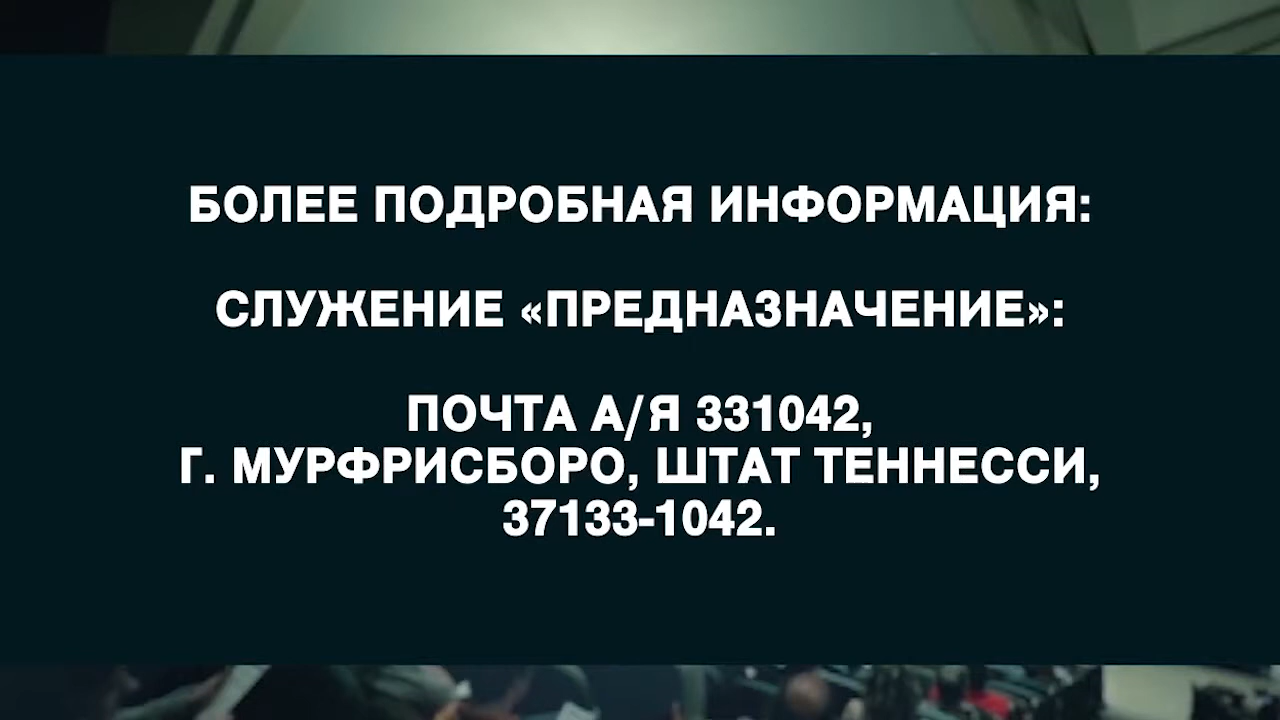 БОЛЕЕ ПОДРОБНАЯ ИНФОРМАЦИЯ:
СЛУЖЕНИЕ «ПРЕДНАЗНАЧЕНИЕ»:
ПОЧТА А/Я 331042,
Г. МУРФРИСБОРО, ШТАТ ТЕННЕССИ,
37133-1042.